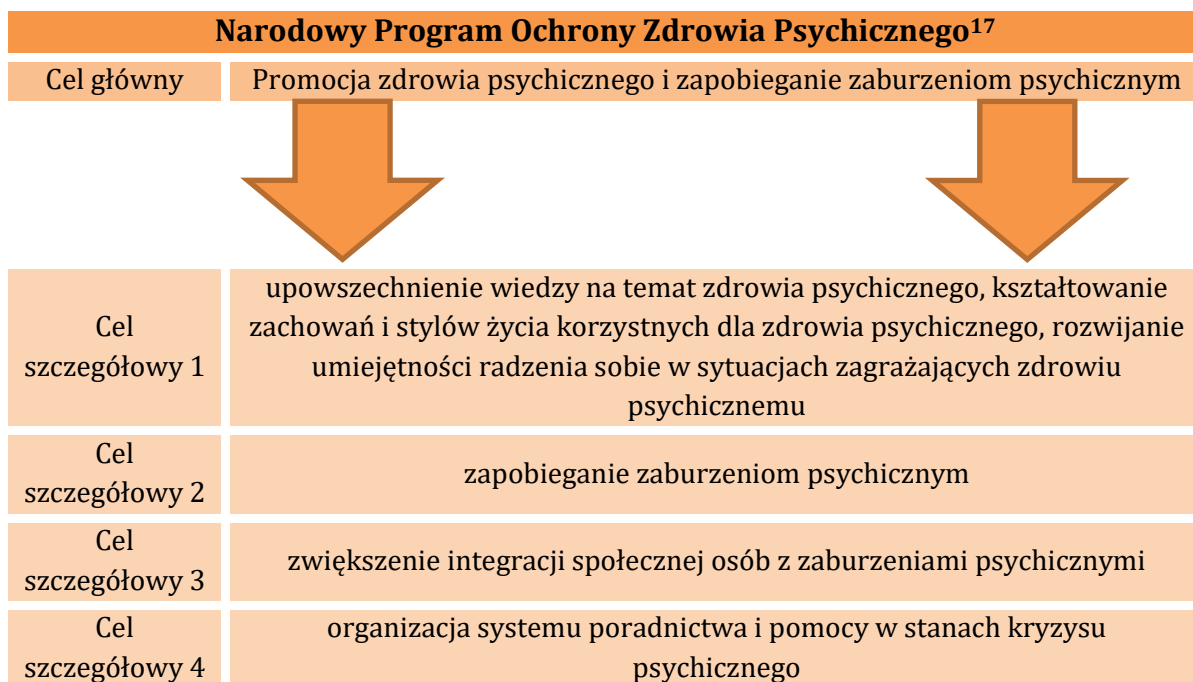 Narodowy Program Ochrony Zdrowia Psychicznego¹⁷
Cel główny
Promocja zdrowia psychicznego i zapobieganie zaburzeniom psychicznym
Cel
szczegółowy 1
upowszechnienie wiedzy na temat zdrowia psychicznego, kształtowanie
zachowań i stylów życia korzystnych dla zdrowia psychicznego, rozwijanie
umiejętności radzenia sobie w sytuacjach zagrażających zdrowiu
psychicznemu
Cel
szczegółowy 2
zapobieganie zaburzeniom psychicznym
Cel
szczegółowy 3
zwiększenie integracji społecznej osób z zaburzeniami psychicznymi
Cel
szczegółowy 4
organizacja systemu poradnictwa i pomocy w stanach kryzysu
psychicznego